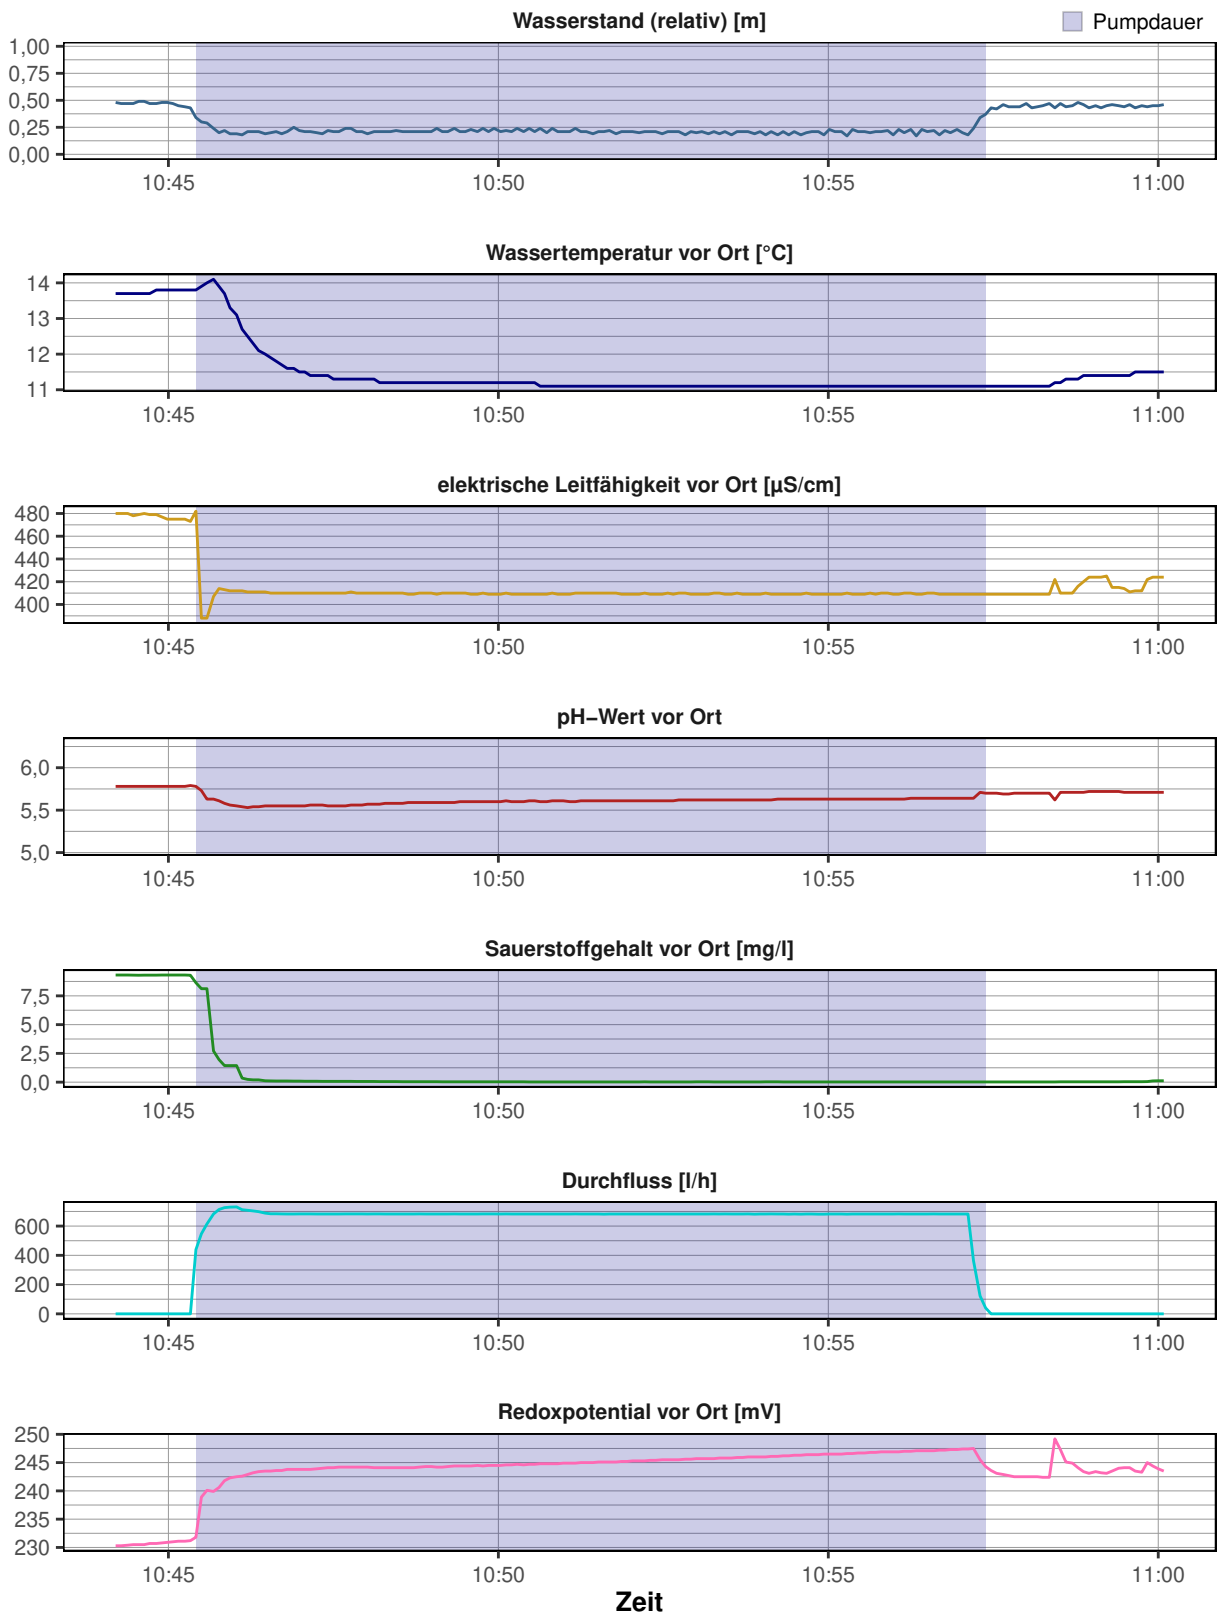 Wasserstand (relativ) [m]
Pumpdauer
1,00
0,75
0,50
0,25
0,00
10:45 10:50 10:55 11:00
Wassertemperatur vor Ort [°C]
14
13
12
11
10:45 10:50 10:55 11:00
elektrische Leitfähigkeit vor Ort [µS/cm]
480
460
440
420
400
10:45 10:50 10:55 11:00
pH−Wert vor Ort
6,0
5,5
5,0
10:45 10:50 10:55 11:00
Sauerstoffgehalt vor Ort [mg/l]
7,5
5,0
2,5
0,0
10:45 10:50 10:55 11:00
Durchfluss [l/h]
600
400
200
0
10:45 10:50 10:55 11:00
Redoxpotential vor Ort [mV]
250
245
240
235
230
10:45 10:50 10:55 11:00
Zeit